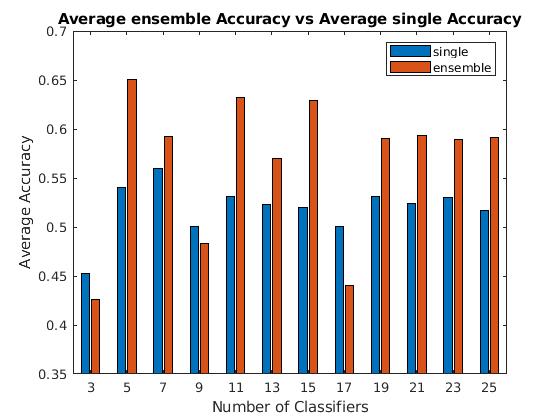 Average ensemble Accuracy vs Average single Accuracy
0.7
0.65
0.6
0.55
0.5
0.45
0.4
0.35
Average Accuracy
single
ensemble
3 5 7 9 11 13 15 17 19 21 23 25
Number of Classifiers